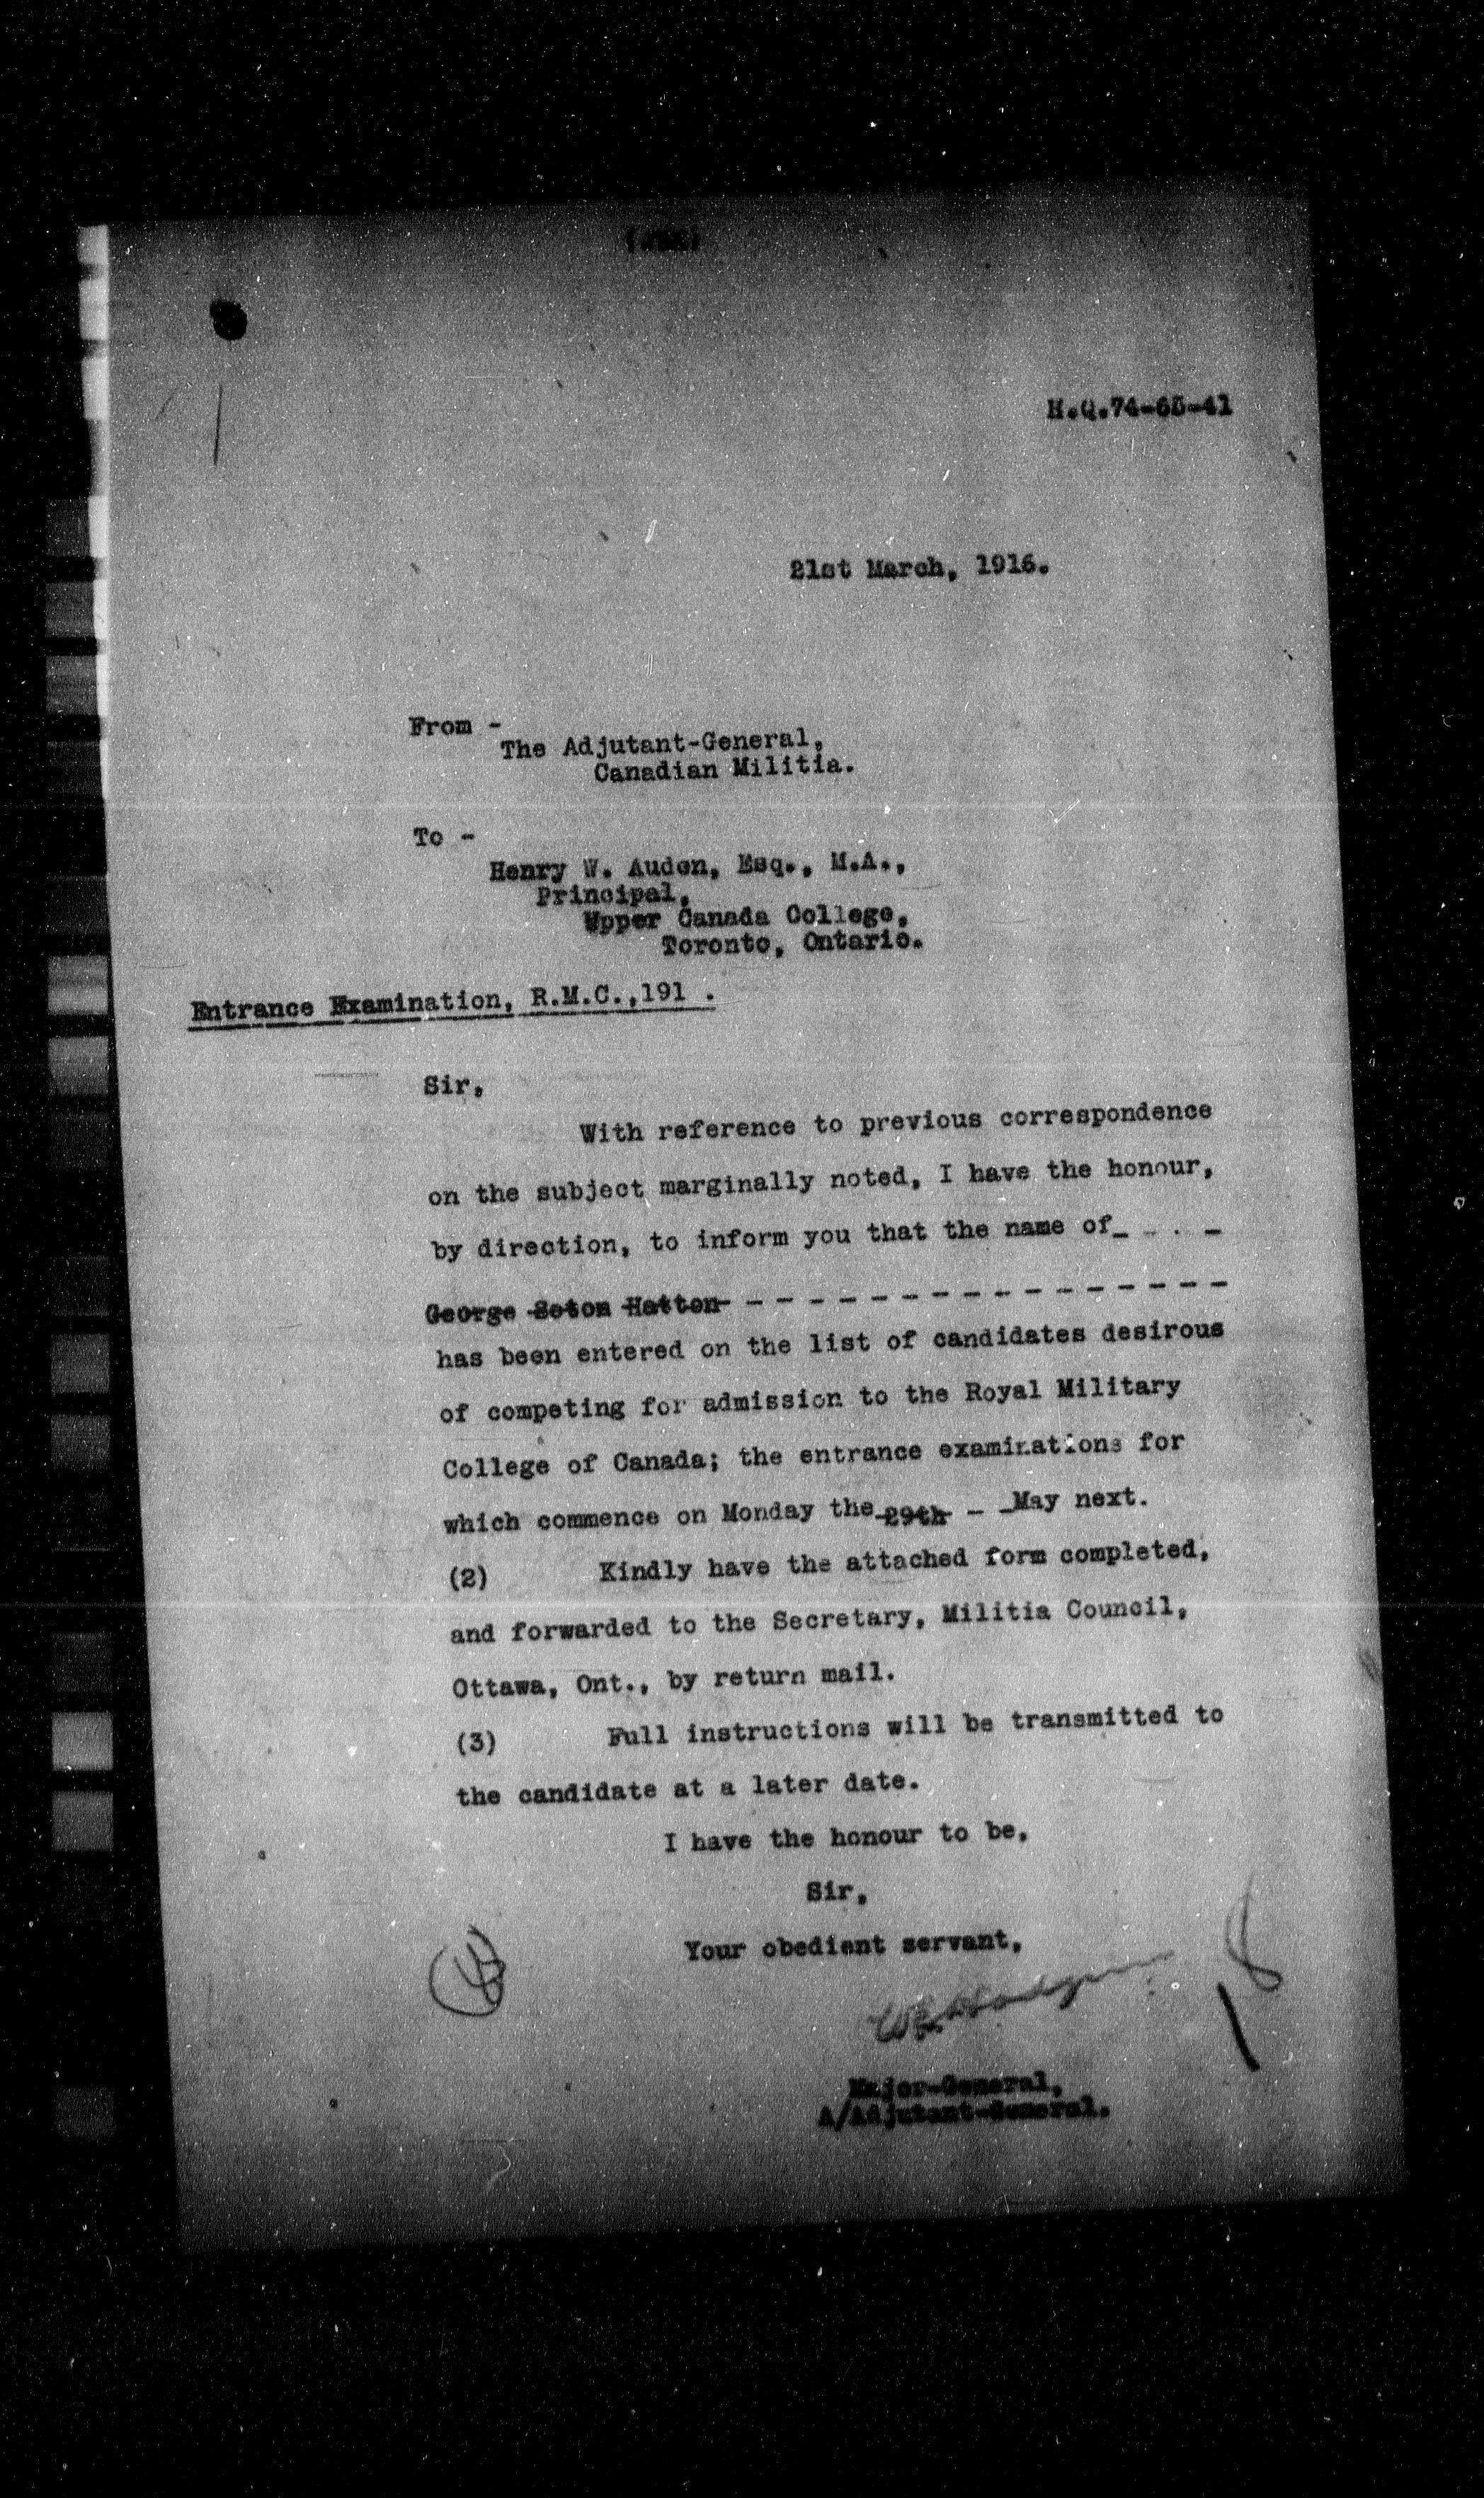 H.Q.74-65-41
21st March, 1916.
From -
The Adjutant-General,
Canadian Militia.
To -
Henry W. Auden, Esq., M.A.,
Principal,
Upper Canada College,
Toronto, Ontario.
Entrance Examination, R.M.C.,191 .
Sir,
With reference to previous correspondence
on the subject marginally noted, I have the honour,
by direction, to inform you that the name of_ _ . . _
George Seton Hatton - - - - - - - - - - - - - - - -
has been entered on the list of candidates desirous
of competing for admission to the Royal Military
College of Canada; the entrance examinations for
which commence on Monday the 29th - _May next.
(2) Kindly have the attached form completed,
and forwarded to the Secretary, Militia Council,
Ottawa, Ont., by return mail.
(3) Full instructions will be transmitted to
the candidate at a later date.
I have the honour to be,
Sir,
Your obedient servant,
Major-General,
A/Adjutant-General.